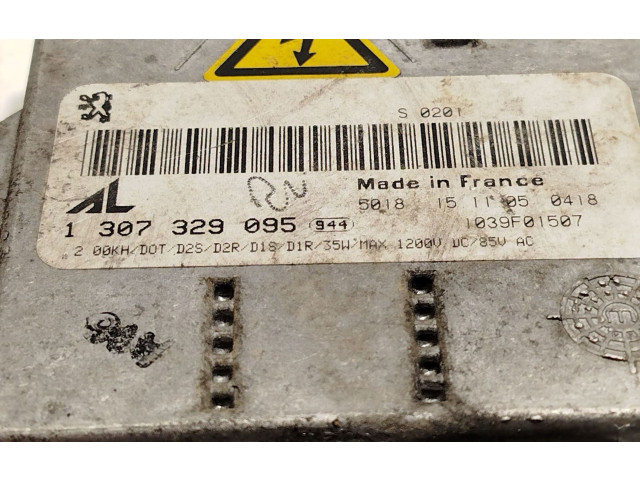 S 0201
AL
Made in France
5018 15 11 05 0418
1 307 329 095 944
1039F01507
2 00KH/DOT/D2S/D2R/D1S/D1R/35W/MAX 1200V DC/85V AC